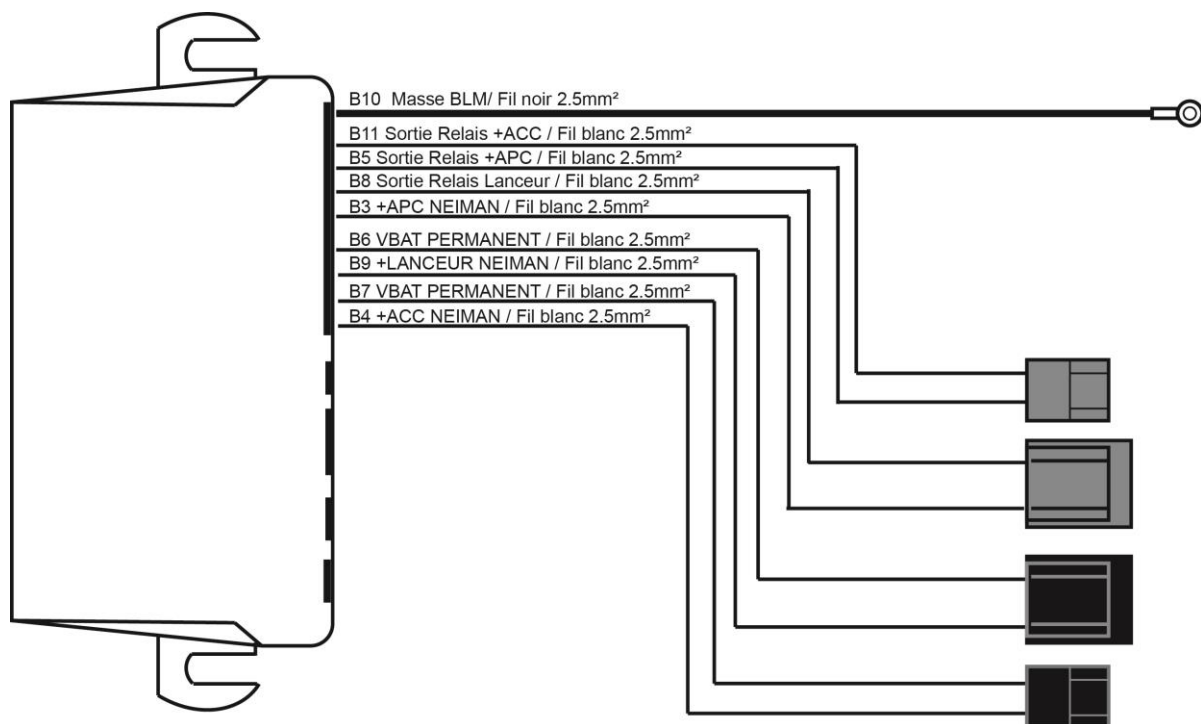 B10  Masse BLM/ Fil noir 2.5mm²
B11 Sortie Relais +ACC / Fil blanc 2.5mm²
B5 Sortie Relais +APC / Fil blanc 2.5mm²
B8 Sortie Relais Lanceur / Fil blanc 2.5mm²
B3 +APC NEIMAN / Fil blanc 2.5mm²
B6 VBAT PERMANENT / Fil blanc 2.5mm²
B9 +LANCEUR NEIMAN / Fil blanc 2.5mm²
B7 VBAT PERMANENT / Fil blanc 2.5mm²
B4 +ACC NEIMAN / Fil blanc 2.5mm²